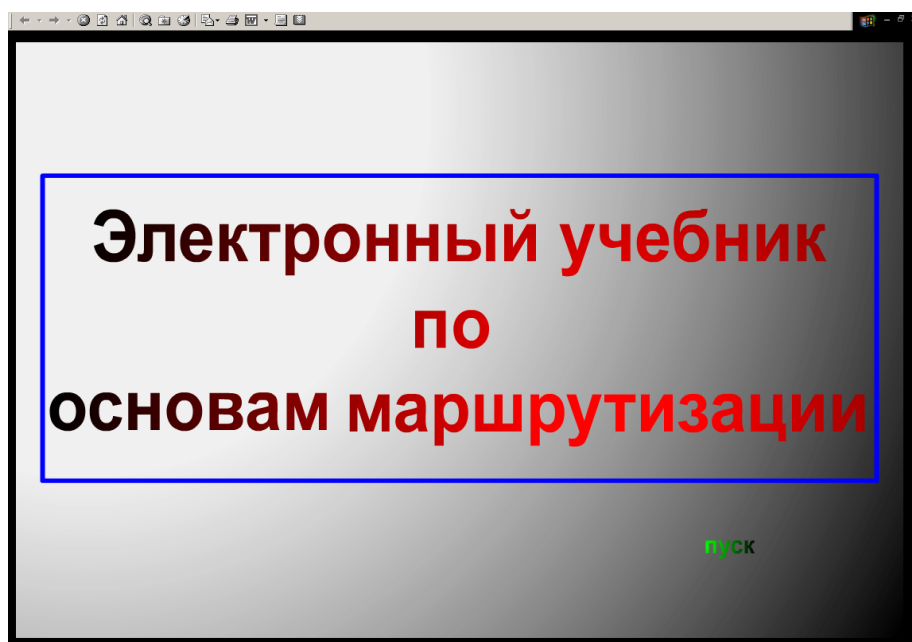 Электронный учебник
по
основам маршрутизации
пуск